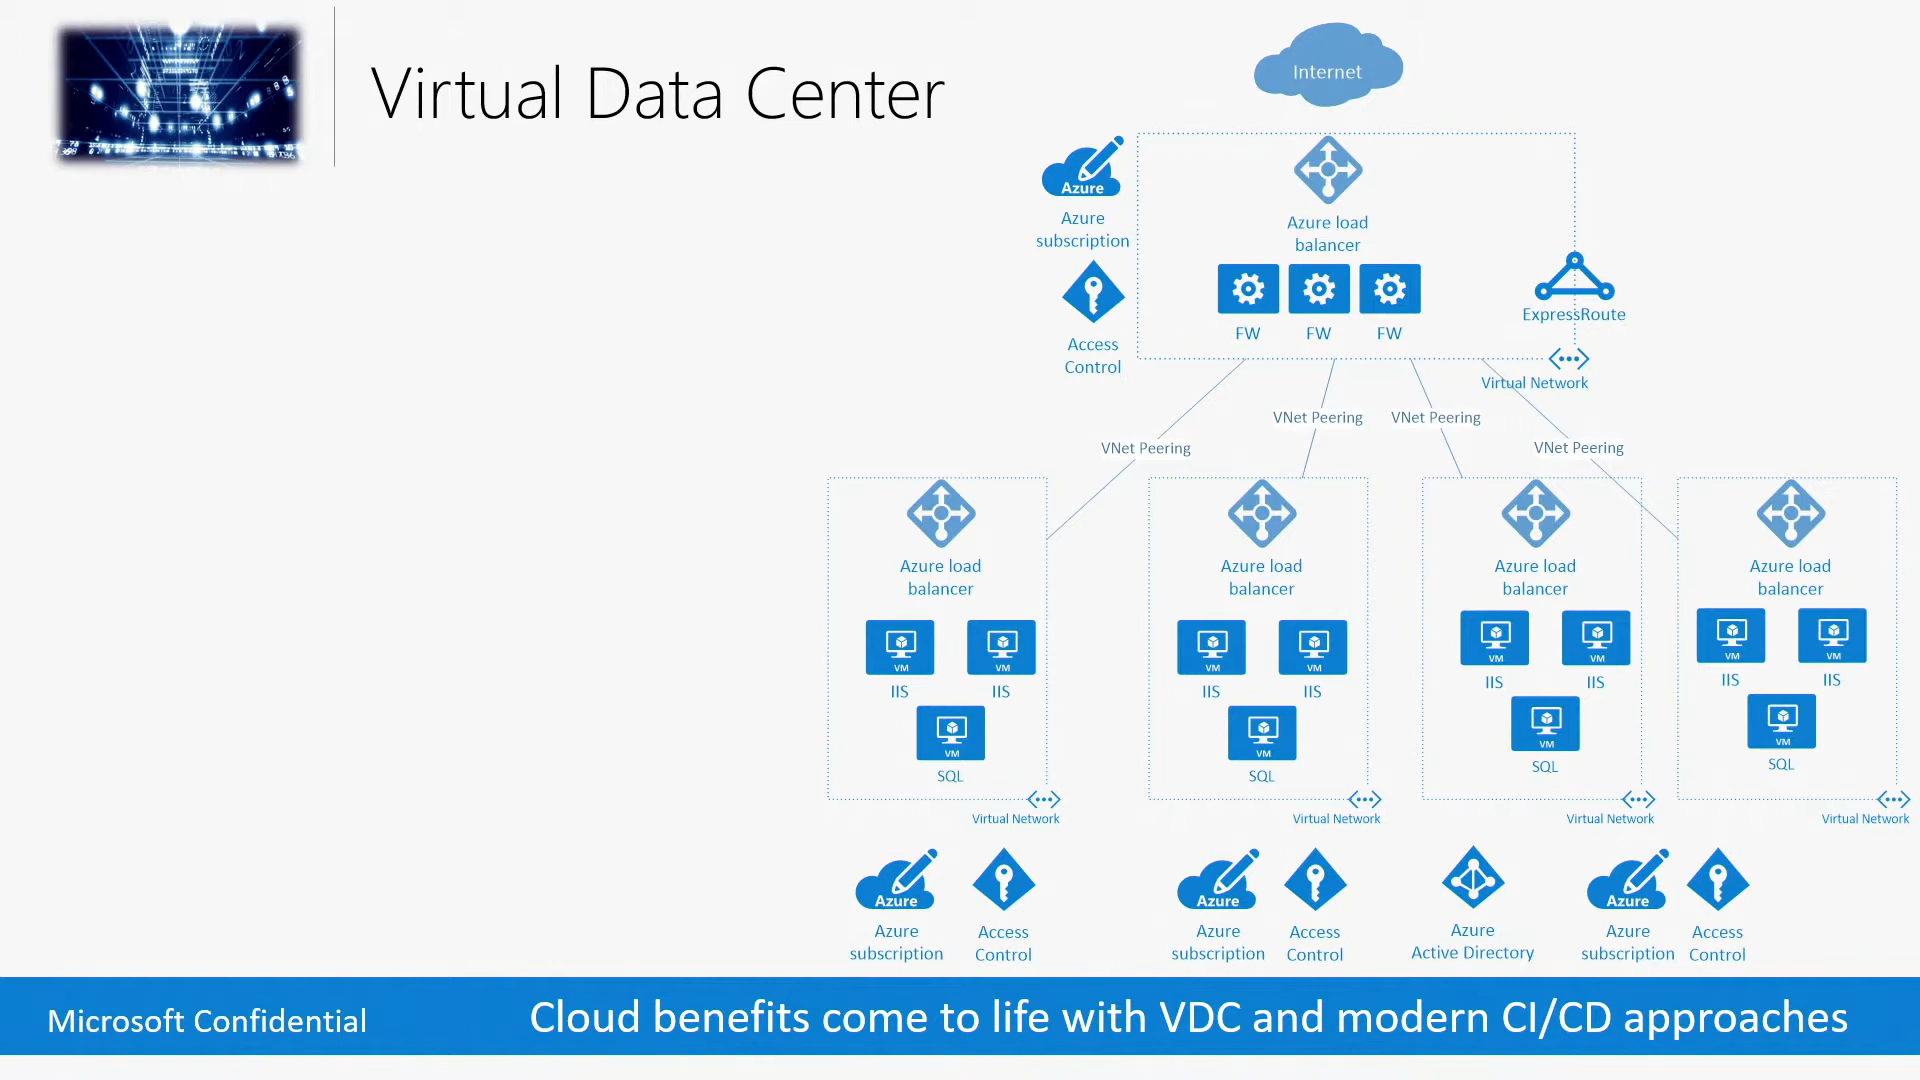 Virtual Data Center
Internet
Azure
Azure
subscription
Access
Control
Azure load
balancer
FW
FW
FW
ExpressRoute
Virtual Network
VNet Peering
VNet Peering
VNet Peering
VNet Peering
Azure load
balancer
VM
IIS
VM
IIS
VM
SQL
Virtual Network
Azure load
balancer
VM
IIS
VM
IIS
VM
SQL
Virtual Network
Azure load
balancer
VM
IIS
VM
IIS
VM
SQL
Virtual Network
Azure load
balancer
VM
IIS
VM
IIS
VM
SQL
Virtual Network
Azure
Azure
subscription
Access
Control
Azure
Azure
subscription
Access
Control
Azure
Active Directory
Azure
Azure
subscription
Access
Control
Microsoft Confidential
Cloud benefits come to life with VDC and modern CI/CD approaches